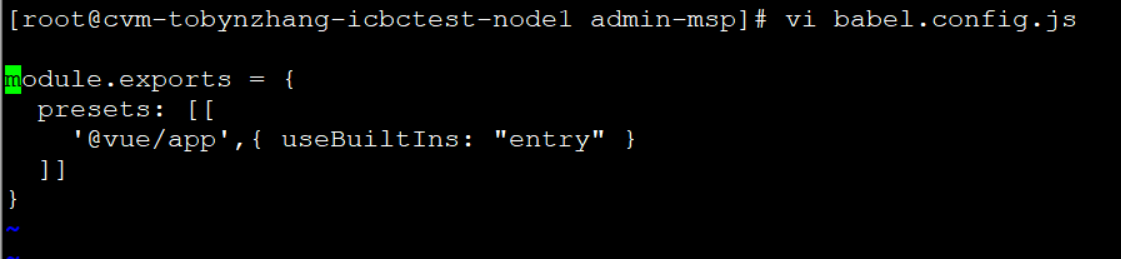 [root@cvm-tobynzhang-icbctest-node1 admin-msp]# vi babel.config.js
module.exports = {
  presets: [[
    '@vue/app',{ useBuiltIns: "entry" }
  ]]
}
~
~